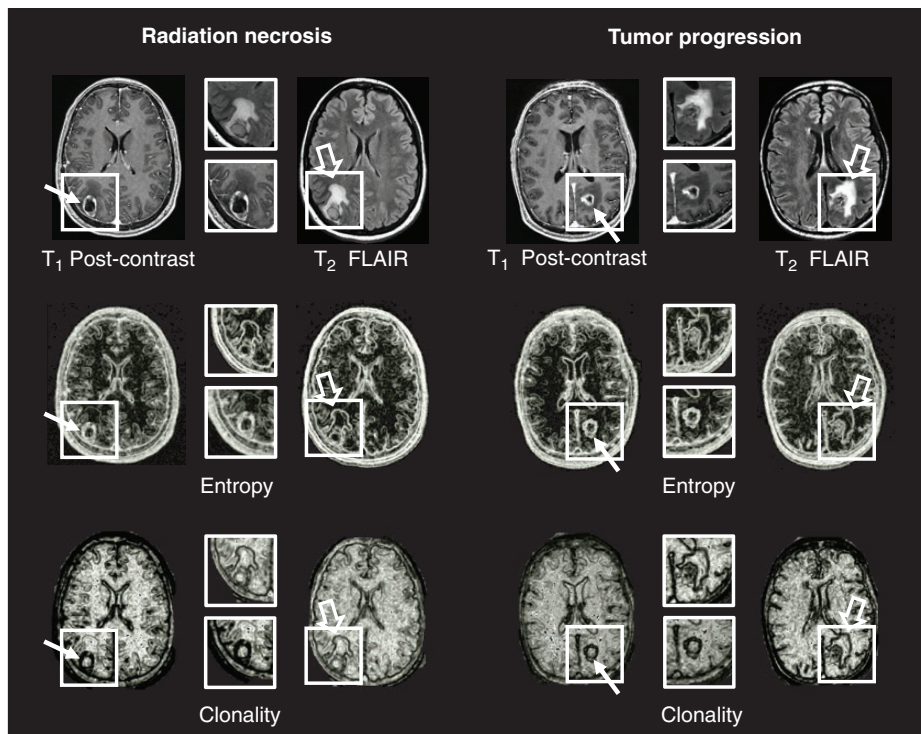 Radiation necrosis
Tumor progression
T1 Post-contrast
T2 FLAIR
T1 Post-contrast
T2 FLAIR
Entropy
Entropy
Clonality
Clonality